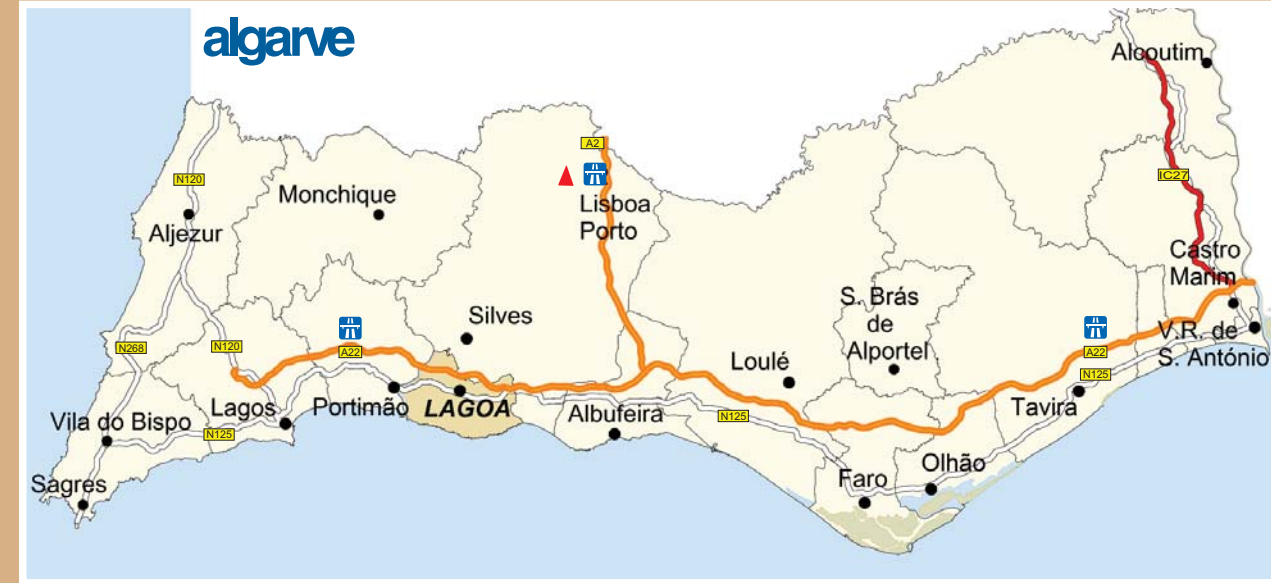 algarve
Alcoutim
A2
IC27
N120
Monchique
Lisboa
Porto
Aljezur
Castro
Marim
S. Brás
de
Alportel
Silves
V.R. de
S. António
N268
N120
A22
A22
Loulé
N125
Tavira
Lagos
Portimão
LAGOA
Albufeira
N125
Vila do Bispo
N125
Olhão
Faro
Sagres